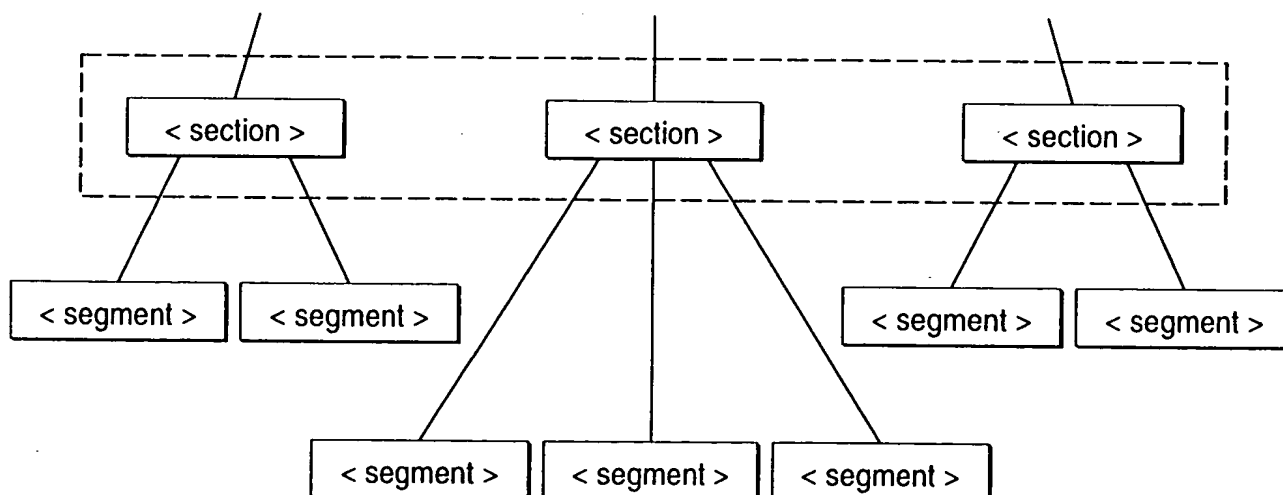 < section >
< section >
< section >
< segment >
< segment >
< segment >
< segment >
< segment >
< segment >
< segment >